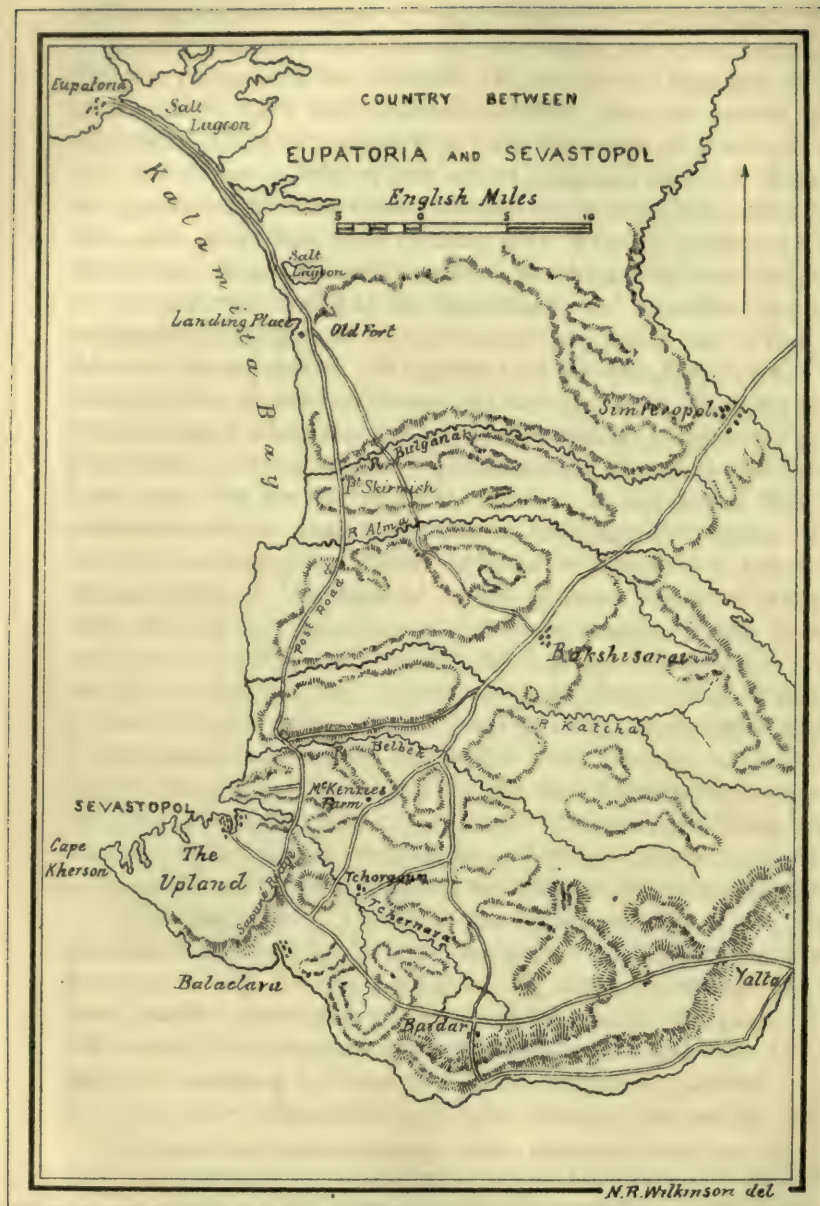 Eupatoria
Salt
Lagoon
COUNTRY BETWEEN
EUPATORIA AND SEVASTOPOL
English Miles
5 0 5 10
Kalamita Bay
Salt
Lagoon
Landing Place
Old Fort
Simferopol
R. Bulganak
1st Skirmish
R Alma
Post Road
Bakshisarai
R Katcha
Belbek
McKenzies
Farm
SEVASTOPOL
Cape
Kherson
The
Upland
Sapuné Ridge
Tchorgoun
Tchernaya
Balaclava
Baidar
Yalta
N.R.Wilkinson del